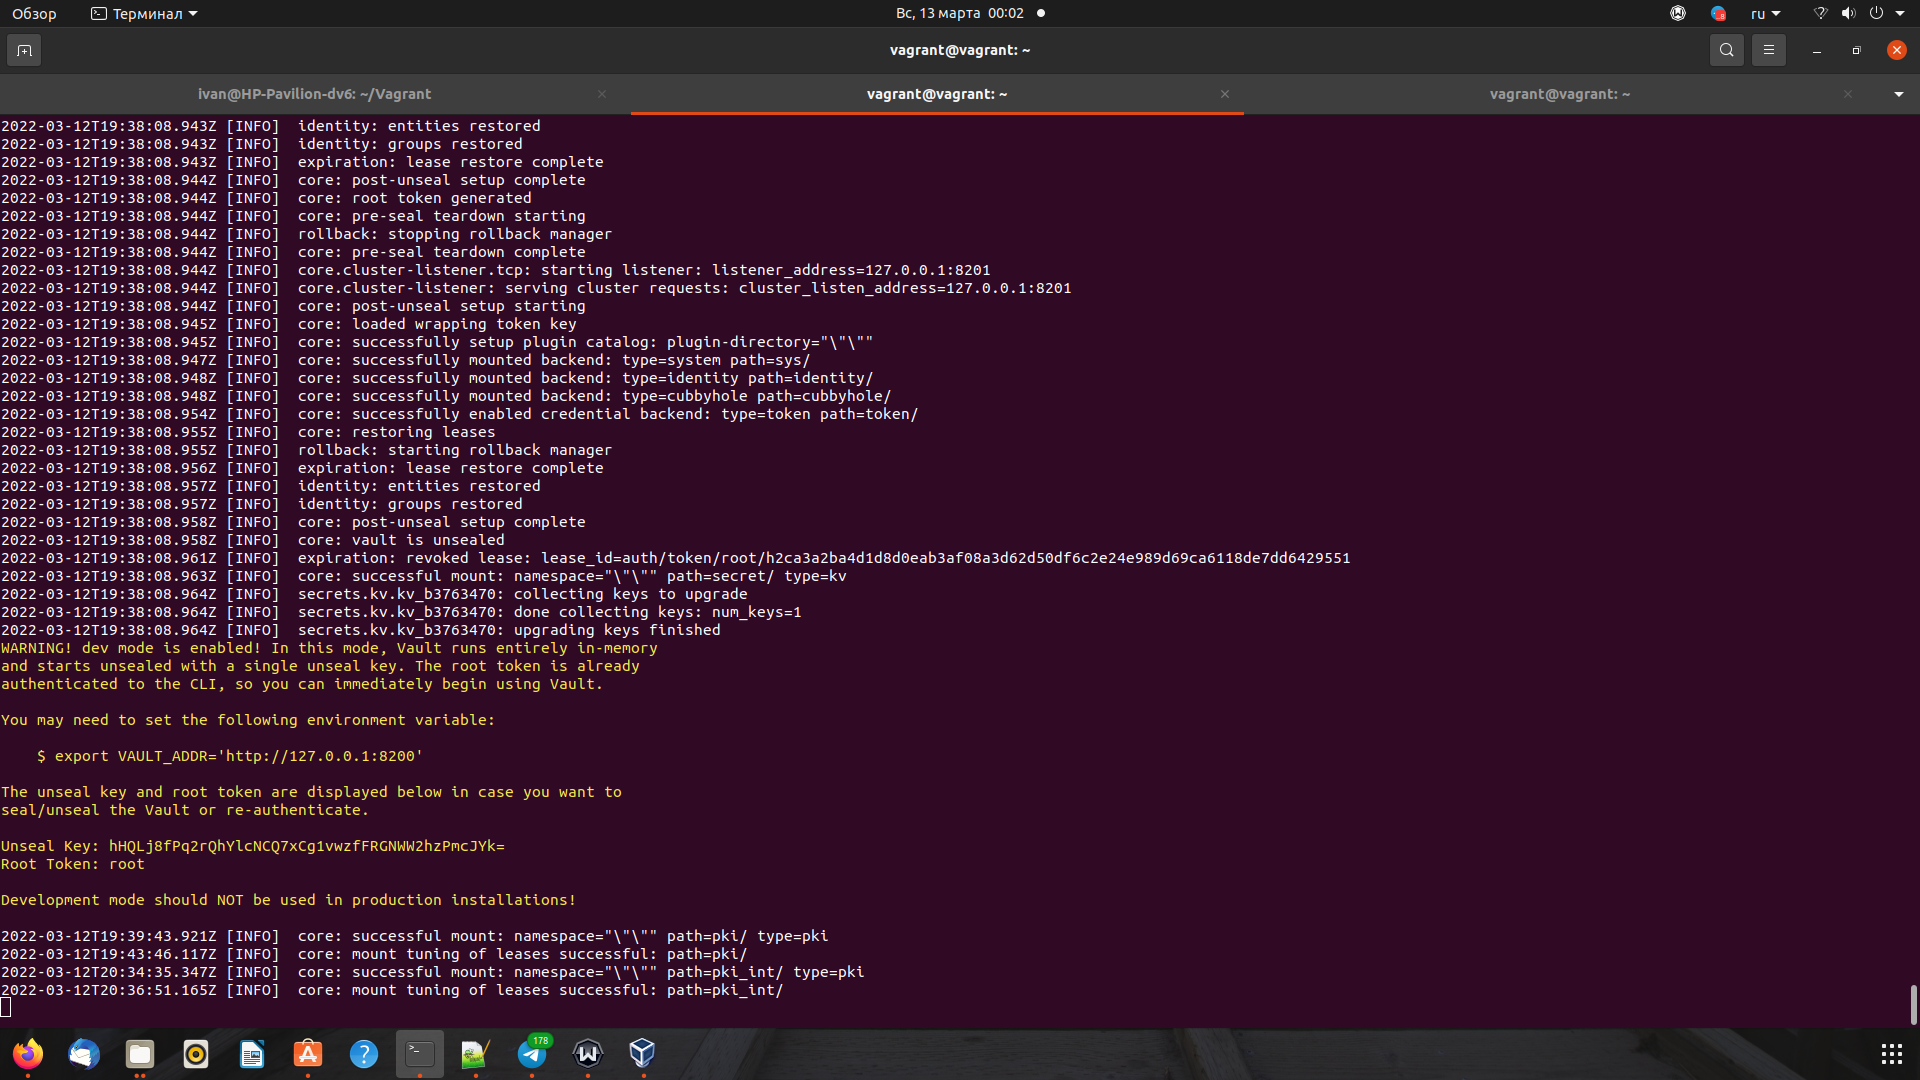 Обзор
Терминал
Вс, 13 марта 00:02
8
ru
vagrant@vagrant: ~
ivan@HP-Pavilion-dv6: ~/Vagrant
vagrant@vagrant: ~
vagrant@vagrant: ~
2022-03-12T19:38:08.943Z [INFO]  identity: entities restored
2022-03-12T19:38:08.943Z [INFO]  identity: groups restored
2022-03-12T19:38:08.943Z [INFO]  expiration: lease restore complete
2022-03-12T19:38:08.944Z [INFO]  core: post-unseal setup complete
2022-03-12T19:38:08.944Z [INFO]  core: root token generated
2022-03-12T19:38:08.944Z [INFO]  core: pre-seal teardown starting
2022-03-12T19:38:08.944Z [INFO]  rollback: stopping rollback manager
2022-03-12T19:38:08.944Z [INFO]  core: pre-seal teardown complete
2022-03-12T19:38:08.944Z [INFO]  core.cluster-listener.tcp: starting listener: listener_address=127.0.0.1:8201
2022-03-12T19:38:08.944Z [INFO]  core.cluster-listener: serving cluster requests: cluster_listen_address=127.0.0.1:8201
2022-03-12T19:38:08.944Z [INFO]  core: post-unseal setup starting
2022-03-12T19:38:08.945Z [INFO]  core: loaded wrapping token key
2022-03-12T19:38:08.945Z [INFO]  core: successfully setup plugin catalog: plugin-directory="\"\""
2022-03-12T19:38:08.947Z [INFO]  core: successfully mounted backend: type=system path=sys/
2022-03-12T19:38:08.948Z [INFO]  core: successfully mounted backend: type=identity path=identity/
2022-03-12T19:38:08.948Z [INFO]  core: successfully mounted backend: type=cubbyhole path=cubbyhole/
2022-03-12T19:38:08.954Z [INFO]  core: successfully enabled credential backend: type=token path=token/
2022-03-12T19:38:08.955Z [INFO]  core: restoring leases
2022-03-12T19:38:08.955Z [INFO]  rollback: starting rollback manager
2022-03-12T19:38:08.956Z [INFO]  expiration: lease restore complete
2022-03-12T19:38:08.957Z [INFO]  identity: entities restored
2022-03-12T19:38:08.957Z [INFO]  identity: groups restored
2022-03-12T19:38:08.958Z [INFO]  core: post-unseal setup complete
2022-03-12T19:38:08.958Z [INFO]  core: vault is unsealed
2022-03-12T19:38:08.961Z [INFO]  expiration: revoked lease: lease_id=auth/token/root/h2ca3a2ba4d1d8d0eab3af08a3d62d50df6c2e24e989d69ca6118de7dd6429551
2022-03-12T19:38:08.963Z [INFO]  core: successful mount: namespace="\"\"" path=secret/ type=kv
2022-03-12T19:38:08.964Z [INFO]  secrets.kv.kv_b3763470: collecting keys to upgrade
2022-03-12T19:38:08.964Z [INFO]  secrets.kv.kv_b3763470: done collecting keys: num_keys=1
2022-03-12T19:38:08.964Z [INFO]  secrets.kv.kv_b3763470: upgrading keys finished
WARNING! dev mode is enabled! In this mode, Vault runs entirely in-memory
and starts unsealed with a single unseal key. The root token is already
authenticated to the CLI, so you can immediately begin using Vault.
You may need to set the following environment variable:
$ export VAULT_ADDR='http://127.0.0.1:8200'
The unseal key and root token are displayed below in case you want to
seal/unseal the Vault or re-authenticate.
Unseal Key: hHQLj8fPq2rQhYlcNCQ7xCg1vwzfFRGNWW2hzPmcJYk=
Root Token: root
Development mode should NOT be used in production installations!
2022-03-12T19:39:43.921Z [INFO]  core: successful mount: namespace="\"\"" path=pki/ type=pki
2022-03-12T19:43:46.117Z [INFO]  core: mount tuning of leases successful: path=pki/
2022-03-12T20:34:35.347Z [INFO]  core: successful mount: namespace="\"\"" path=pki_int/ type=pki
2022-03-12T20:36:51.165Z [INFO]  core: mount tuning of leases successful: path=pki_int/
178